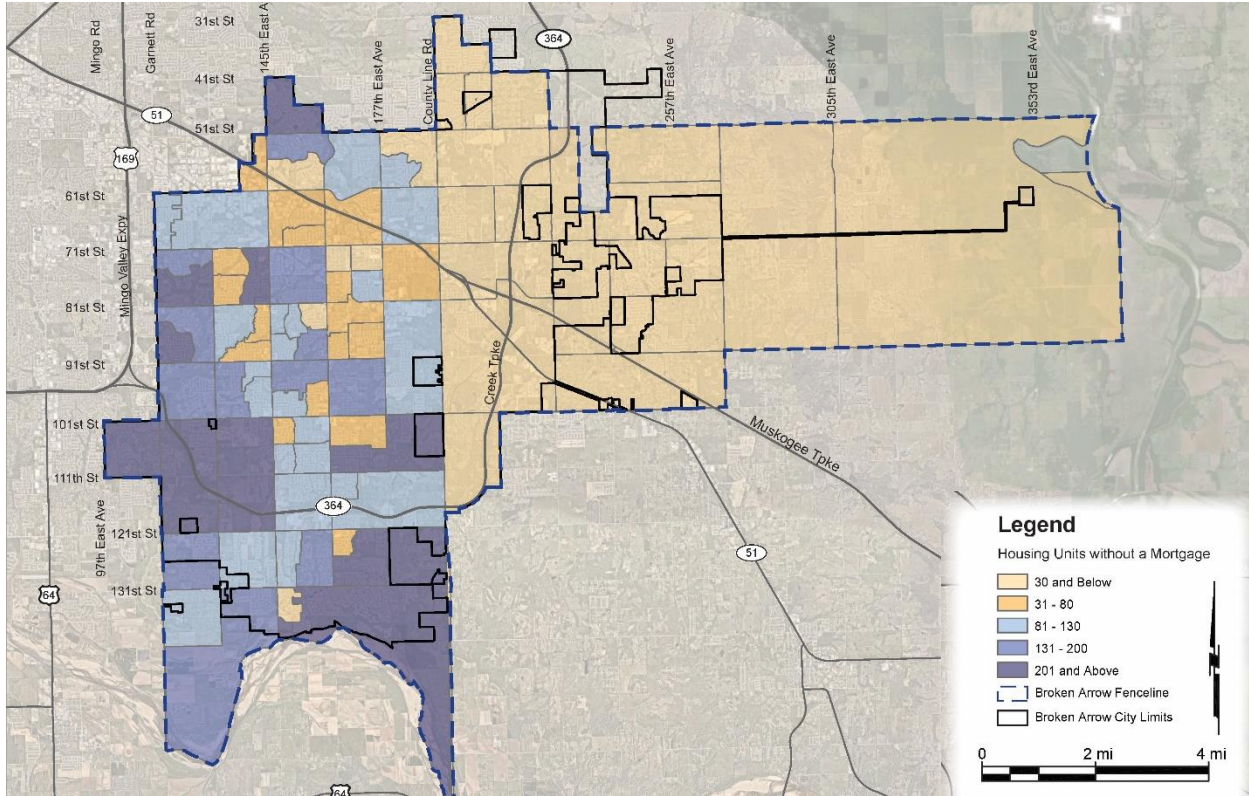 31st St
41st St
51st St
61st St
71st St
81st St
91st St
101st St
111th St
121st St
131st St
Mingo Rd
Garnett Rd
145th East A
177th East Ave
County Line Rd
257th East Ave
305th East Ave
353rd East Ave
Mingo Valley Expy
97th East Ave
Creek Tpke
Muskogee Tpke
51
169
364
364
51
64
64
64
Legend
Housing Units without a Mortgage
30 and Below
31 - 80
81 - 130
131 - 200
201 and Above
Broken Arrow Fenceline
Broken Arrow City Limits
0 2 mi 4 mi